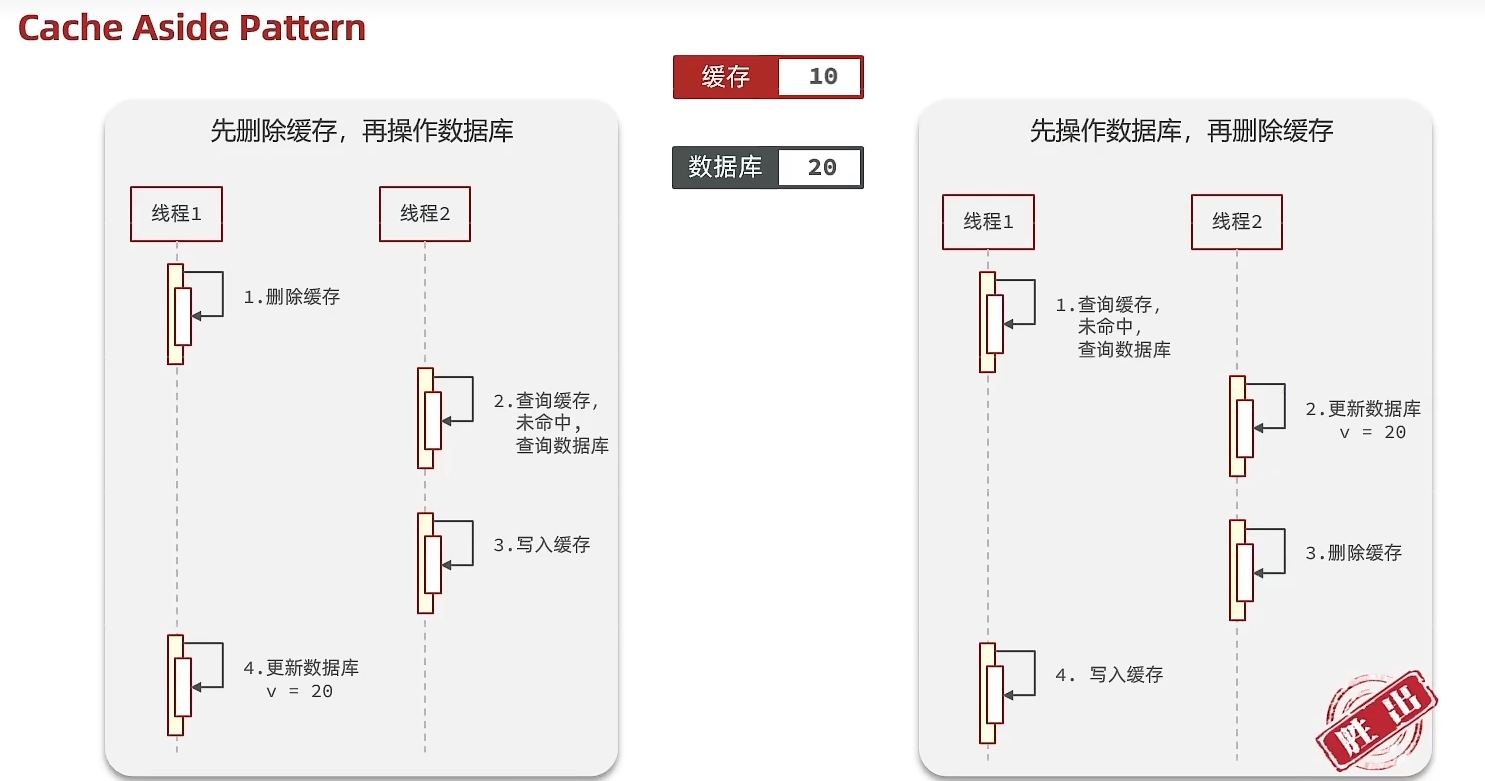 Cache Aside Pattern
缓存 10
数据库 20
先删除缓存，再操作数据库
线程1
线程2
1.删除缓存
2.查询缓存，
未命中，
查询数据库
3.写入缓存
4.更新数据库
v = 20
先操作数据库，再删除缓存
线程1
线程2
1.查询缓存，
未命中，
查询数据库
2.更新数据库
v = 20
3.删除缓存
4. 写入缓存
胜出